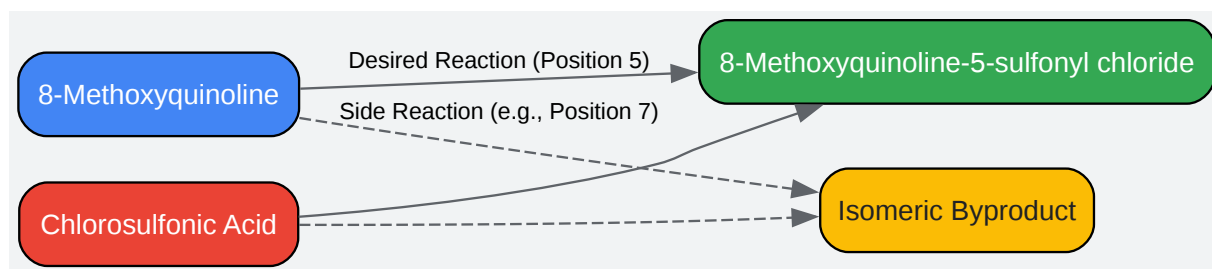 8-Methoxyquinoline
Desired Reaction (Position 5)
8-Methoxyquinoline-5-sulfonyl chloride
Side Reaction (e.g., Position 7)
Chlorosulfonic Acid
Isomeric Byproduct